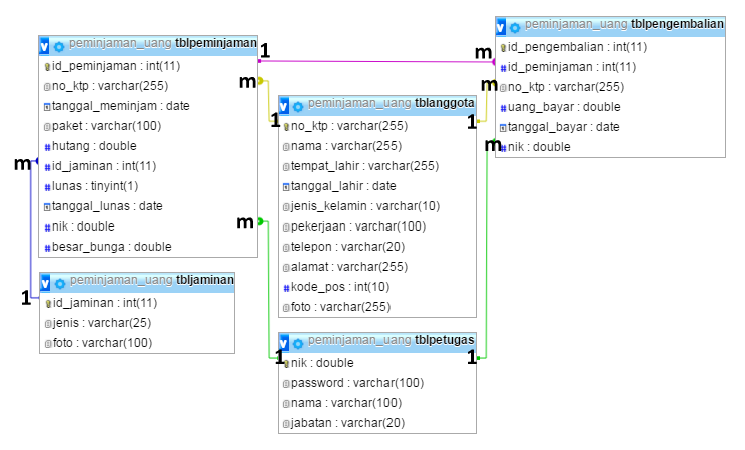 peminjaman_uang tblpeminjaman
id_peminjaman : int(11)
no_ktp : varchar(255)
tanggal_meminjam : date
paket : varchar(100)
hutang : double
id_jaminan : int(11)
lunas : tinyint(1)
tanggal_lunas : date
nik : double
besar_bunga : double
peminjaman_uang tbljaminan
id_jaminan : int(11)
jenis : varchar(25)
foto : varchar(100)
peminjaman_uang tblanggota
no_ktp : varchar(255)
nama : varchar(255)
tempat_lahir : varchar(255)
tanggal_lahir : date
jenis_kelamin : varchar(10)
pekerjaan : varchar(100)
telepon : varchar(20)
alamat : varchar(255)
kode_pos : int(10)
foto : varchar(255)
peminjaman_uang tblpetugas
nik : double
password : varchar(100)
nama : varchar(100)
jabatan : varchar(20)
peminjaman_uang tblpengembalian
id_pengembalian : int(11)
id_peminjaman : int(11)
no_ktp : varchar(255)
uang_bayar : double
tanggal_bayar : date
nik : double
1
m
m
1
1
m
m
1
m
1
1
m